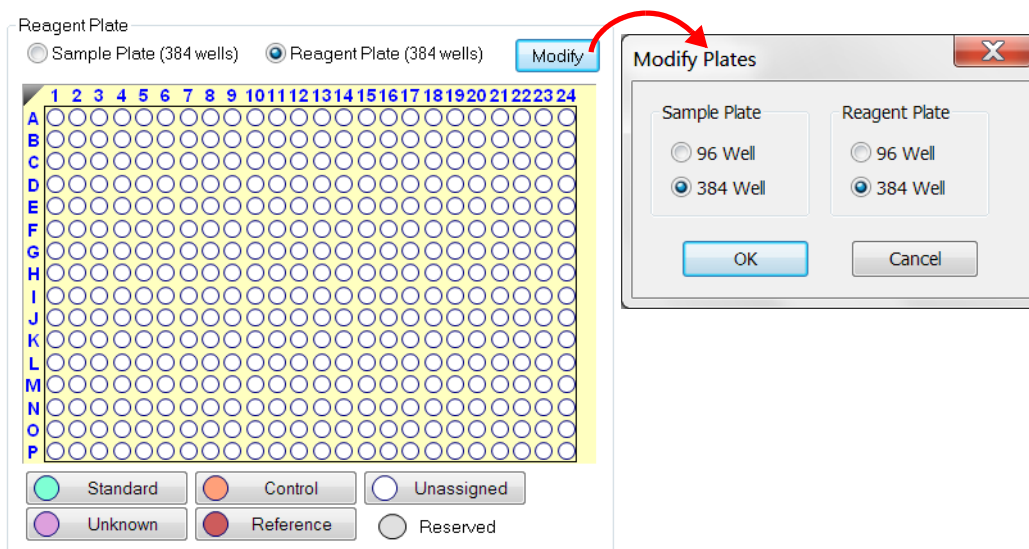 Reagent Plate
Sample Plate (384 wells) Reagent Plate (384 wells) Modify
1 2 3 4 5 6 7 8 9 10 11 12 13 14 15 16 17 18 19 20 21 22 23 24
A
B
C
D
E
F
G
H
I
J
K
L
M
N
O
P
Standard Control Unassigned
Unknown Reference Reserved
Modify Plates
Sample Plate Reagent Plate
96 Well 96 Well
384 Well 384 Well
OK Cancel